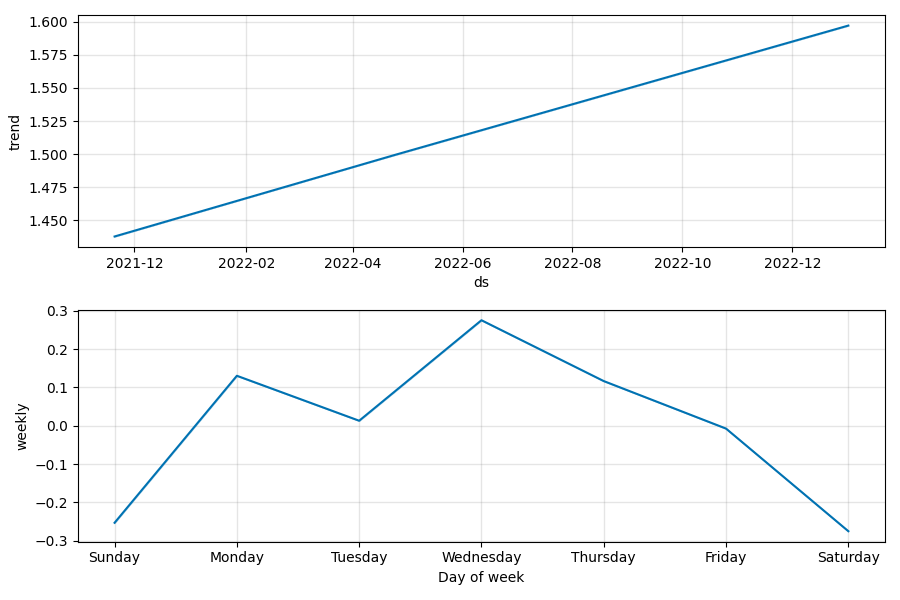 1.600
1.575
1.550
1.525
1.500
1.475
1.450
trend
2021-12 2022-02 2022-04 2022-06 2022-08 2022-10 2022-12
ds
0.3
0.2
0.1
0.0
−0.1
−0.2
−0.3
weekly
Sunday Monday Tuesday Wednesday Thursday Friday Saturday
Day of week